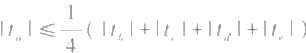 |t_a| ≤ 1/4 ( |t_b| + |t_c| + |t_d| + |t_e| )